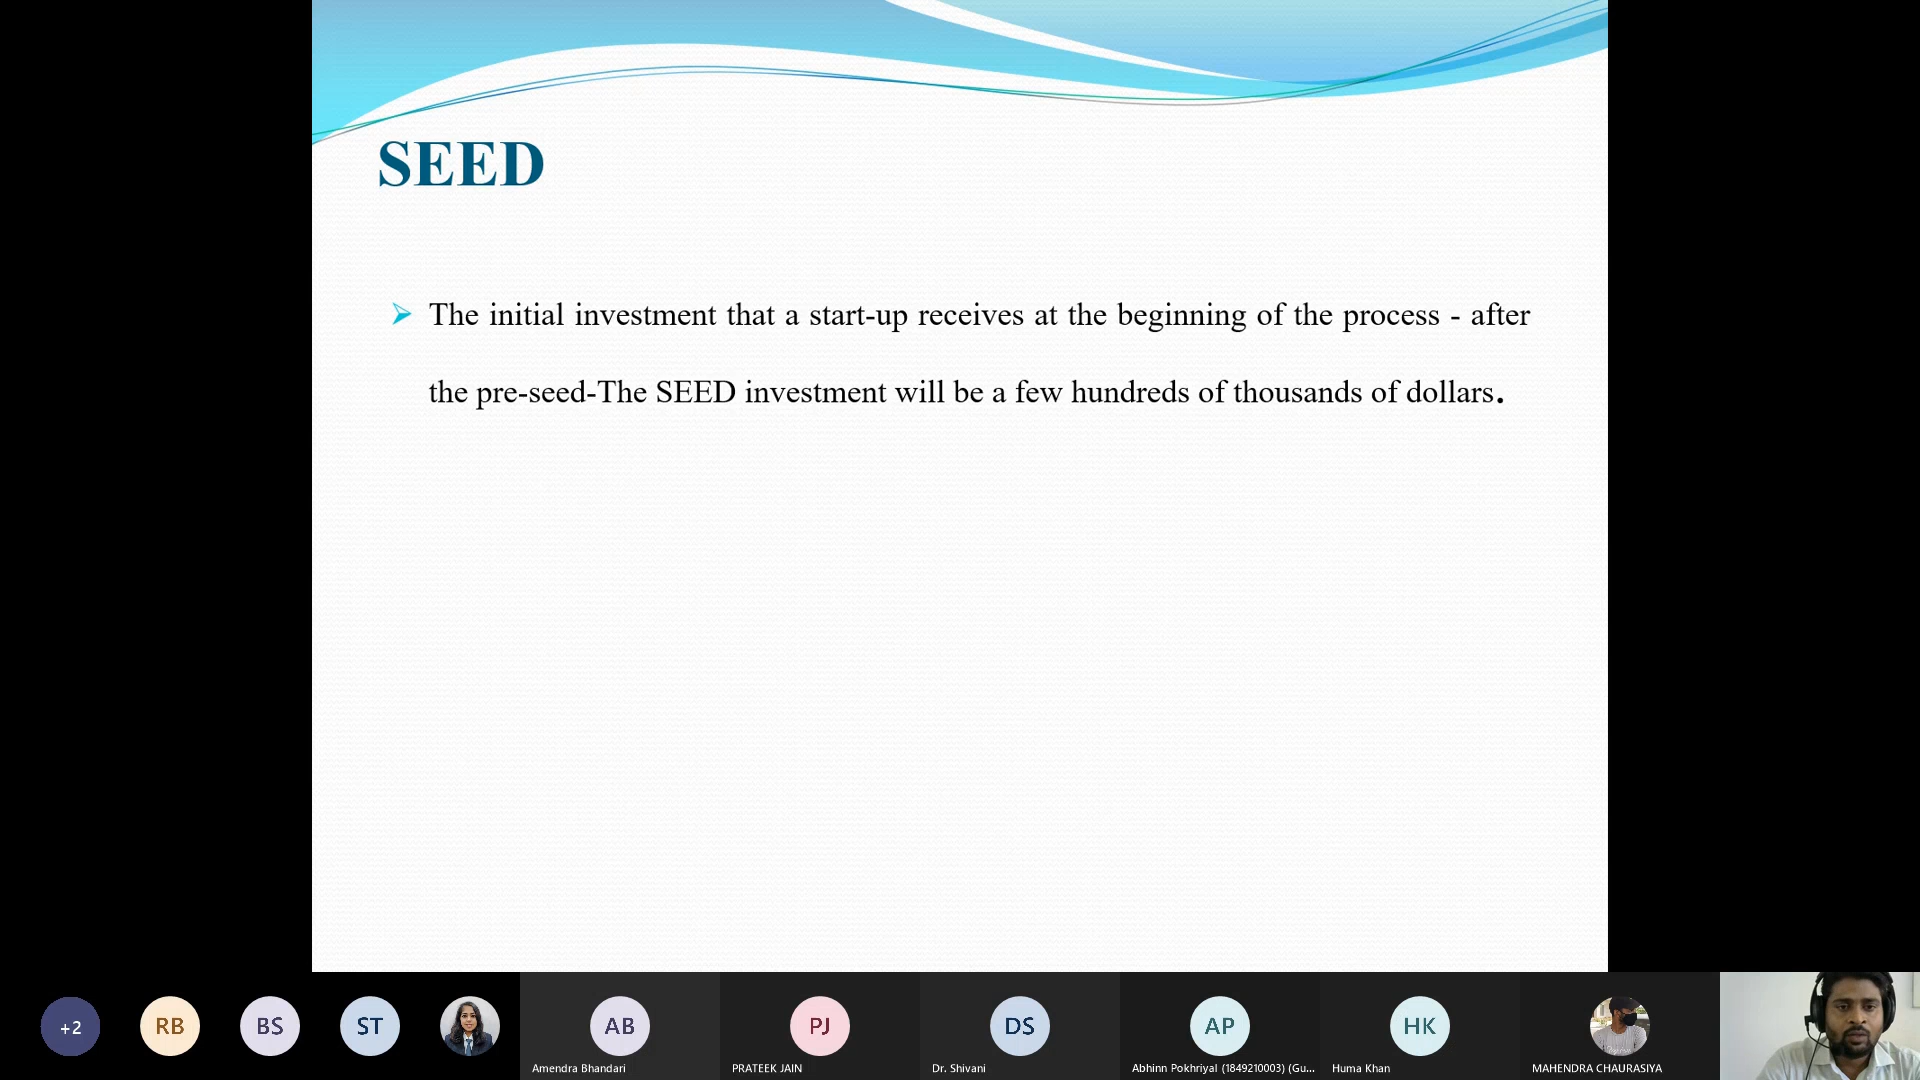 SEED
The initial investment that a start-up receives at the beginning of the process - after
the pre-seed-The SEED investment will be a few hundreds of thousands of dollars.
+2
RB
BS
ST
AB
Amendra Bhandari
PJ
PRATEEK JAIN
DS
Dr. Shivani
AP
Abhinn Pokhriyal (1849210003) (Gu...
HK
Huma Khan
MAHENDRA CHAURASIYA